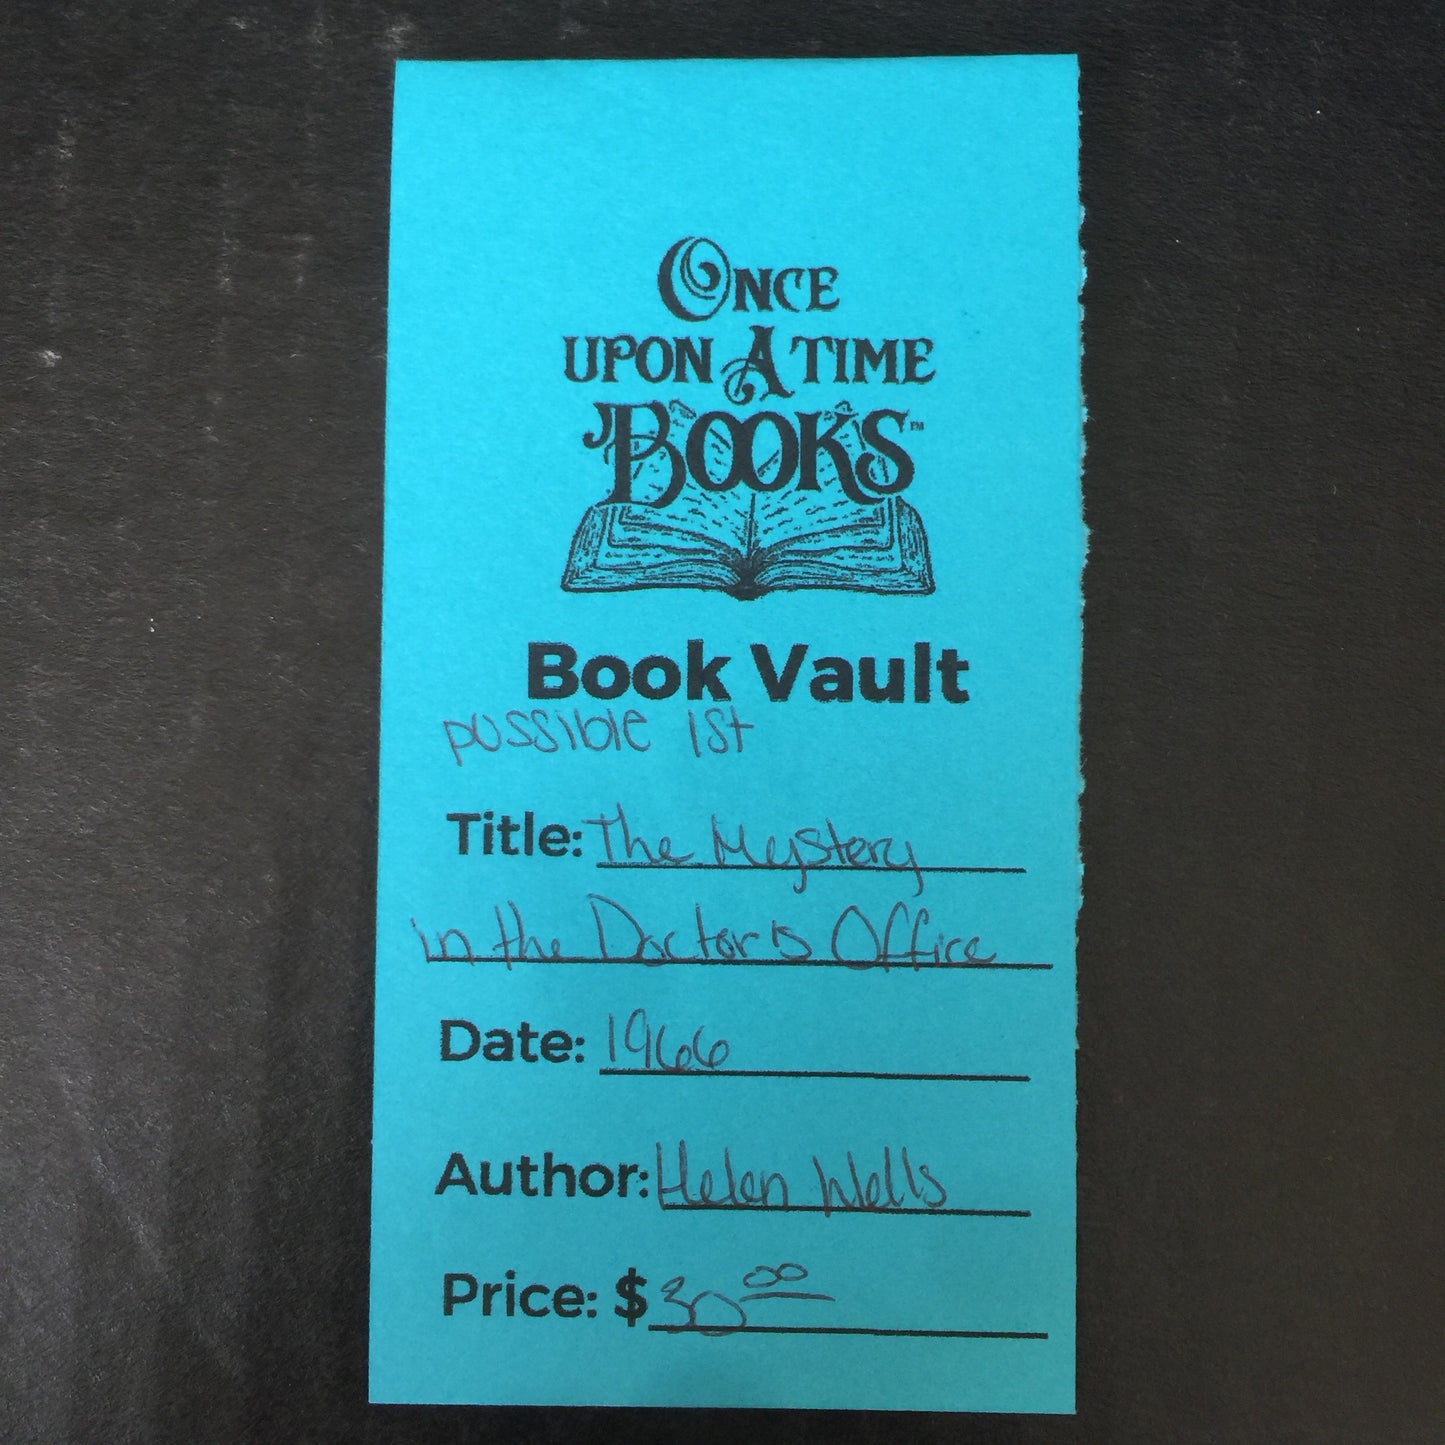 ONCE
UPON A TIME
BOOKS™
Book Vault
possible 1st
Title: The Mystery
in the Doctor's Office
Date: 1966
Author: Helen Wells
Price: $30 00